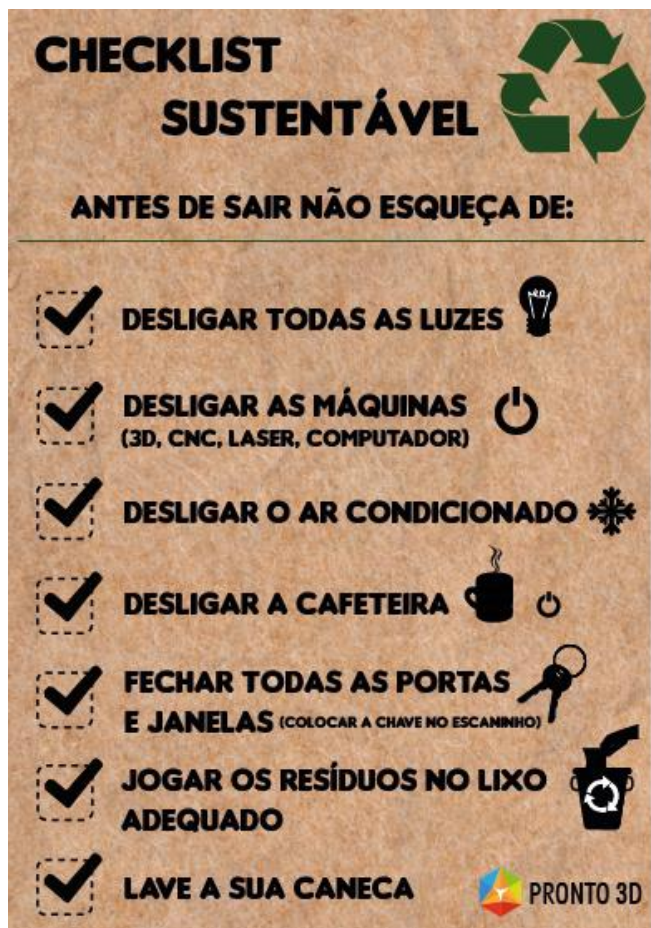 CHECKLIST
SUSTENTÁVEL
ANTES DE SAIR NÃO ESQUEÇA DE:
DESLIGAR TODAS AS LUZES
DESLIGAR AS MÁQUINAS
(3D, CNC, LASER, COMPUTADOR)
DESLIGAR O AR CONDICIONADO
DESLIGAR A CAFETEIRA
FECHAR TODAS AS PORTAS
E JANELAS (COLOCAR A CHAVE NO ESCANINHO)
JOGAR OS RESÍDUOS NO LIXO
ADEQUADO
LAVE A SUA CANECA
PRONTO 3D